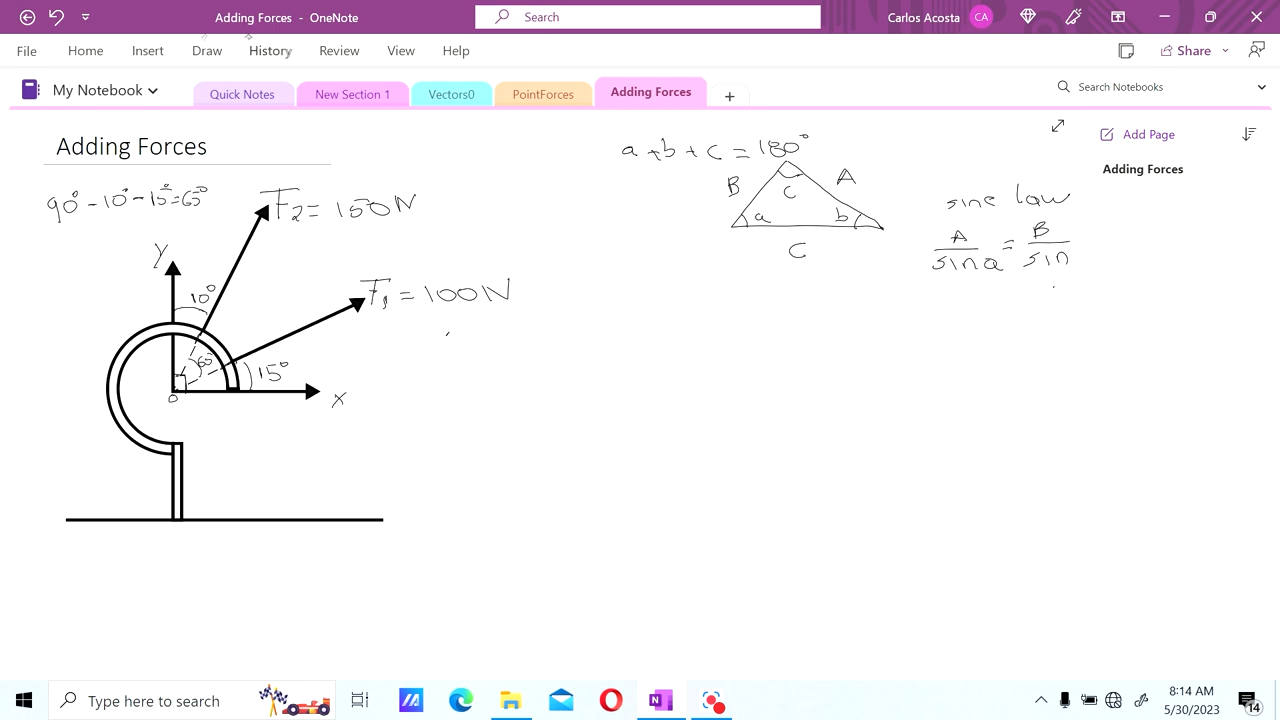 Adding Forces - OneNote
Search
Carlos Acosta CA
File Home Insert Draw History Review View Help Share
My Notebook Quick Notes New Section 1 Vectors0 PointForces Adding Forces + Search Notebooks
Adding Forces
Add Page
Adding Forces
a + b + c = 180°
B c A
a b
C
sine law
A/sin a = B/sin
90° - 10° - 15° = 65°
F2 = 150N
y
10°
F1 = 100N
65°
15°
o
x
Type here to search
8:14 AM
5/30/2023
14